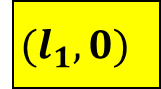 (l₁, 0)